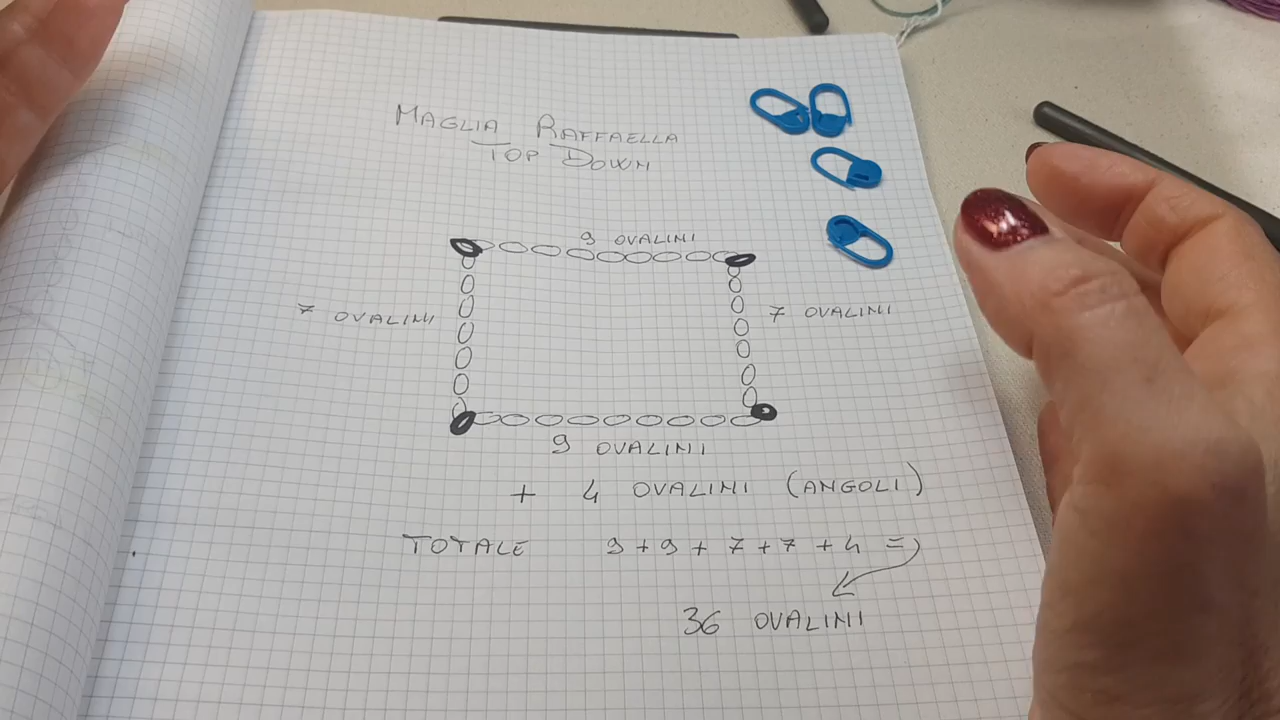 MAGLIA RAFFAELLA
TOP DOWN
9 OVALINI
7 OVALINI
7 OVALINI
9 OVALINI
+ 4 OVALINI (ANGOLI)
TOTALE 9+9+7+7+4 =
36 OVALINI